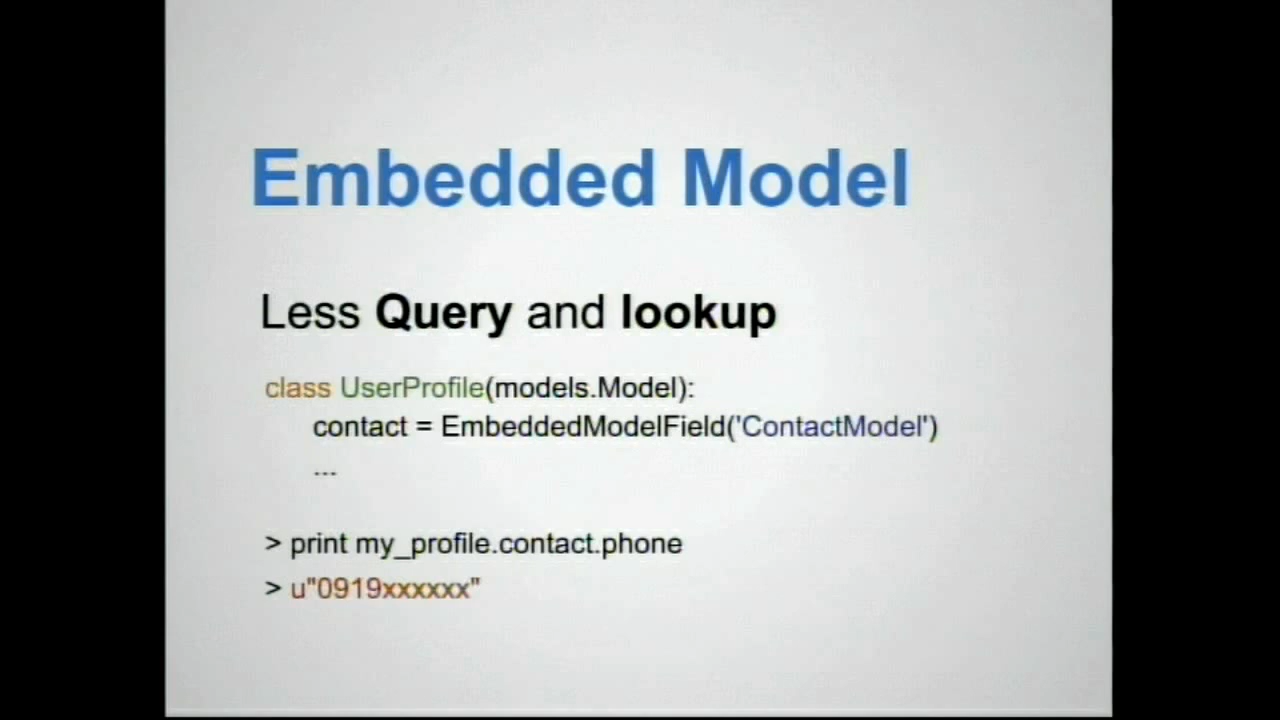 Embedded Model
Less Query and lookup
class UserProfile(models.Model):
contact = EmbeddedModelField('ContactModel')
...
> print my_profile.contact.phone
> u"0919xxxxxx"